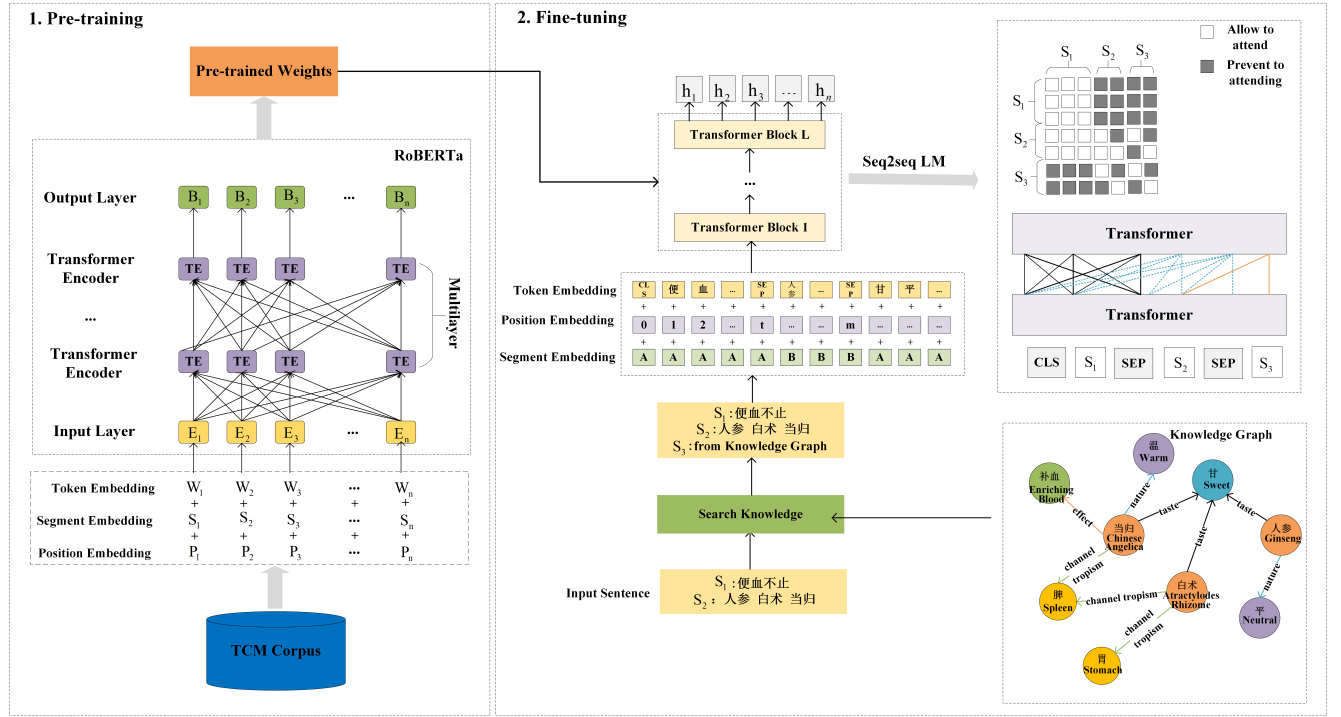 1. Pre-training
Pre-trained Weights
RoBERTa
Output Layer
B1 B2 B3 ... Bn
Transformer
Encoder
TE TE TE TE
...
Multilayer
Transformer
Encoder
TE TE TE TE
Input Layer
E1 E2 E3 ... En
Token Embedding W1 W2 W3 ... Wn
+ + + ... +
Segment Embedding S1 S2 S3 ... Sn
+ + + ... +
Position Embedding P1 P2 P3 ... Pn
TCM Corpus
2. Fine-tuning
h1 h2 h3 ... hn
Transformer Block L
...
Transformer Block 1
Seq2seq LM
Token Embedding CLS 便 血 ... SEP 人参 ... SEP 甘 平 ...
+ + + + + + + + + + +
Position Embedding 0 1 2 ... t ... ... m ... ... ...
+ + + + + + + + + + +
Segment Embedding A A A A A B B B A A A
S1:便血不止
S2:人参 白术 当归
S3:from Knowledge Graph
Search Knowledge
Input Sentence
S1:便血不止
S2：人参 白术 当归
Allow to
attend
Prevent to
attending
S1 S2 S3
S1
S2
S3
Transformer
Transformer
CLS S1 SEP S2 SEP S3
Knowledge Graph
温
Warm
甘
Sweet
补血
Enriching
Blood
nature
taste
taste
effect
当归
Chinese
Angelica
人参
Ginseng
taste
channel
tropism
nature
脾
Spleen
channel tropism
白术
Atractylodes
Rhizome
平
Neutral
channel
tropism
胃
Stomach